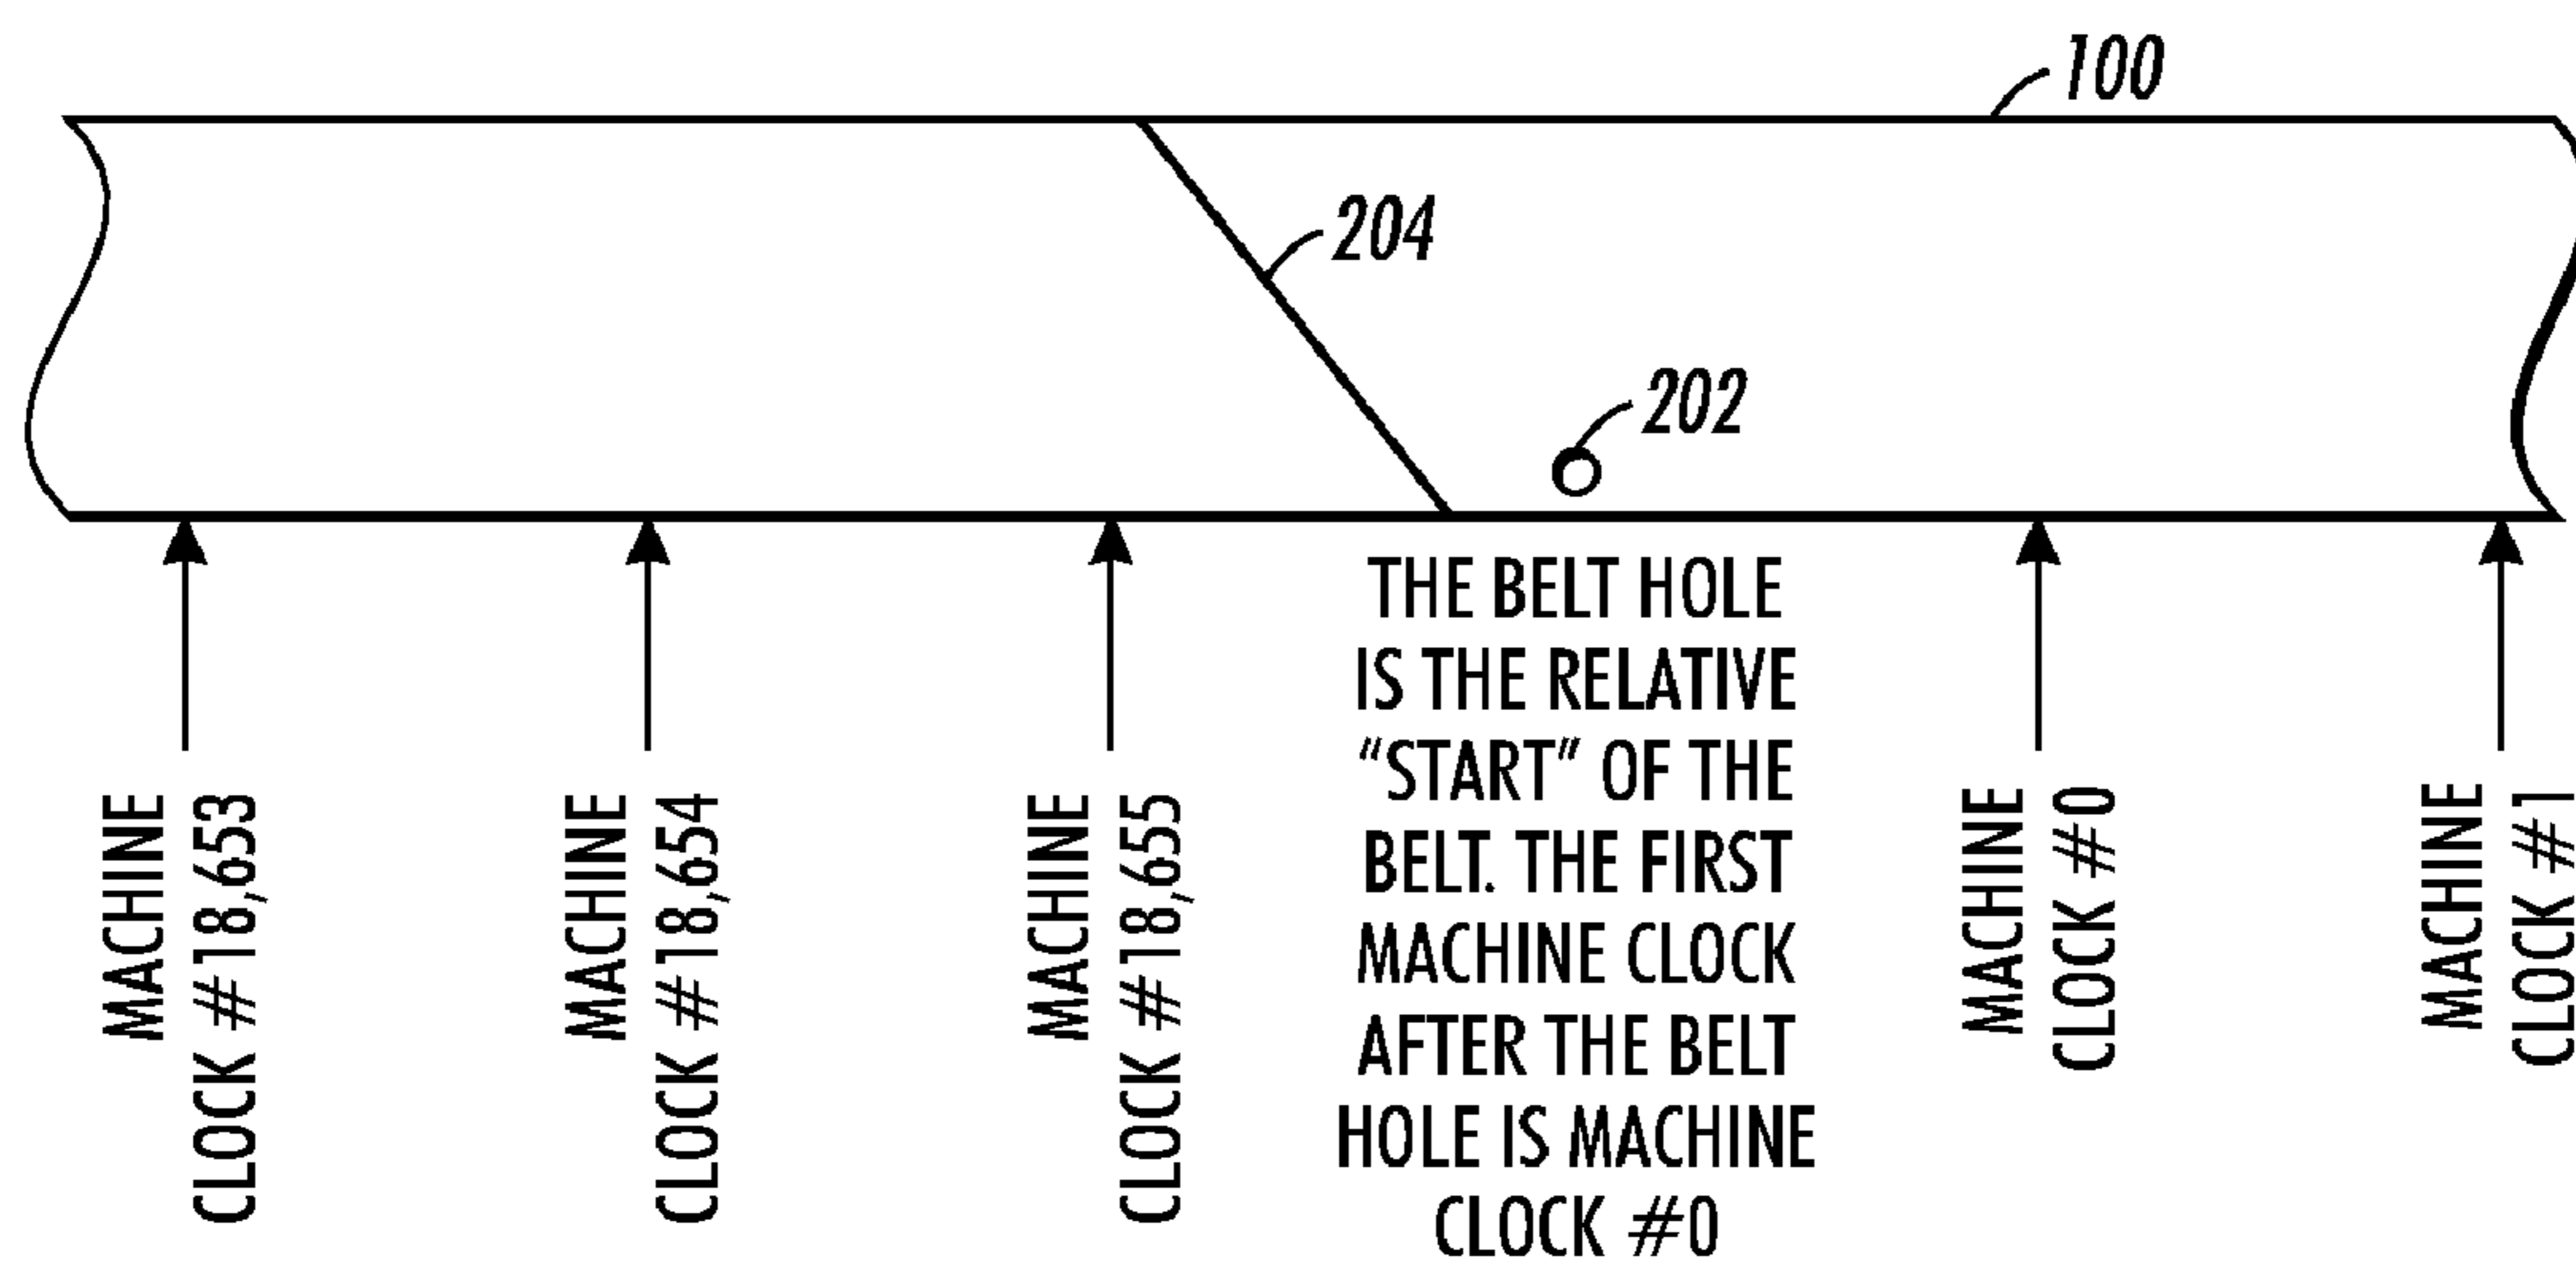 100
204
202
THE BELT HOLE
IS THE RELATIVE
"START" OF THE
BELT. THE FIRST
MACHINE CLOCK
AFTER THE BELT
HOLE IS MACHINE
CLOCK #0
MACHINE
CLOCK #18,653
MACHINE
CLOCK #18,654
MACHINE
CLOCK #18,655
MACHINE
CLOCK #0
MACHINE
CLOCK #1